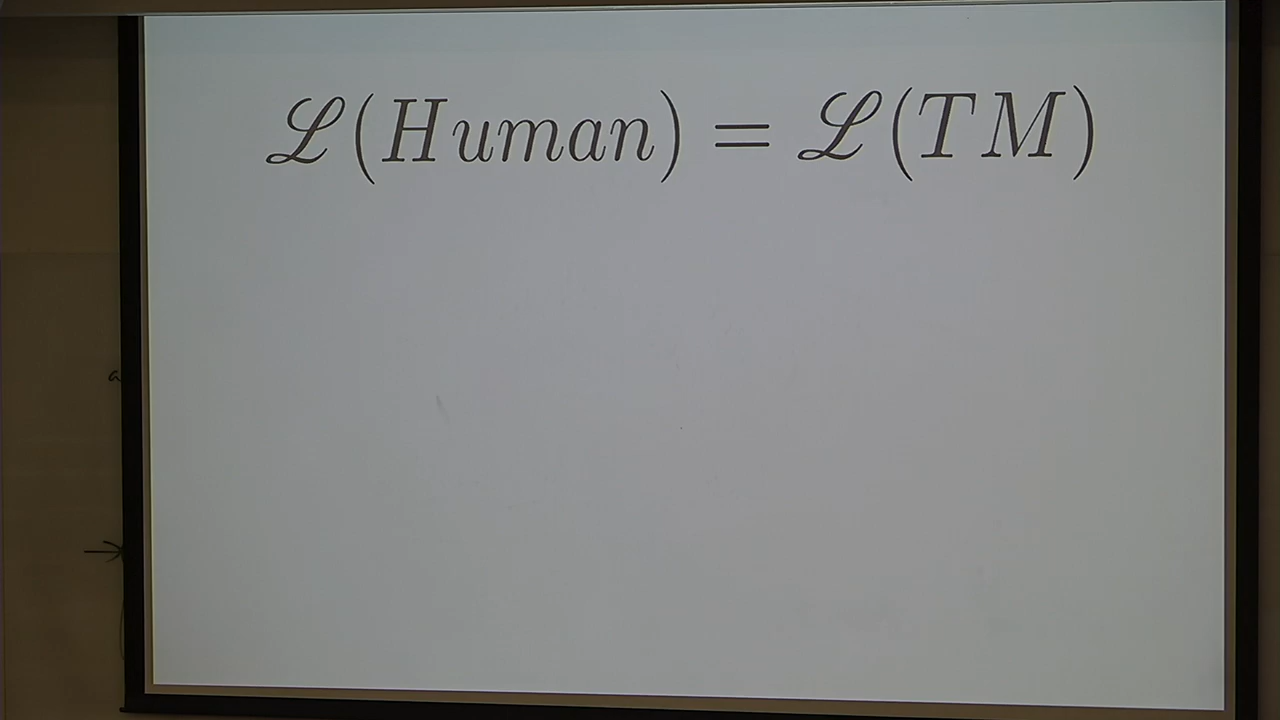 ℒ(Human) = ℒ(TM)
a